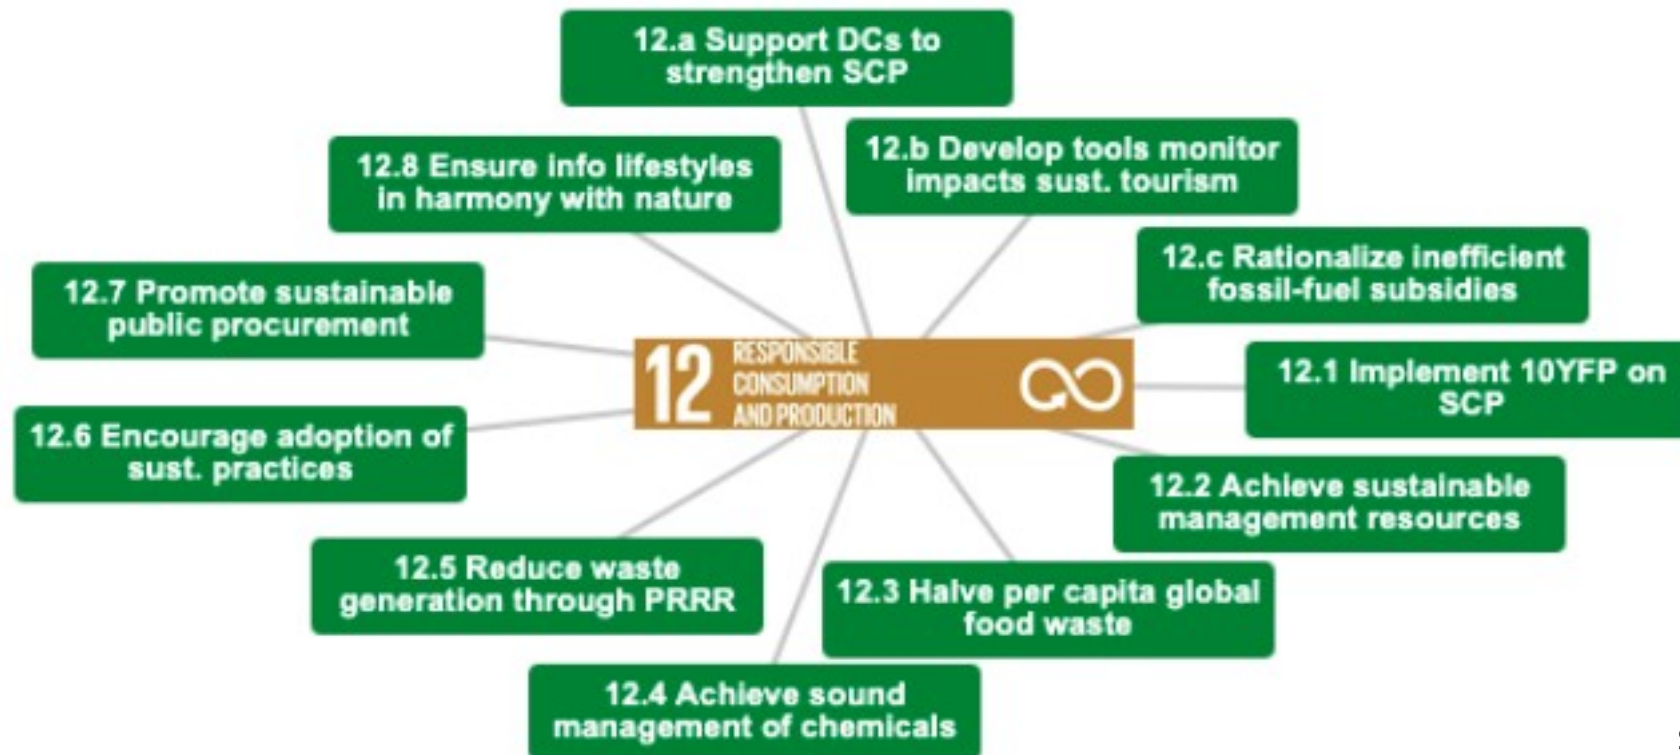 12.a Support DCs to
strengthen SCP
12.b Develop tools monitor
impacts sust. tourism
12.8 Ensure info lifestyles
in harmony with nature
12.c Rationalize inefficient
fossil-fuel subsidies
12.7 Promote sustainable
public procurement
12 RESPONSIBLE
CONSUMPTION
AND PRODUCTION
12.1 Implement 10YFP on
SCP
12.6 Encourage adoption of
sust. practices
12.2 Achieve sustainable
management resources
12.5 Reduce waste
generation through PRRR
12.3 Halve per capita global
food waste
12.4 Achieve sound
management of chemicals